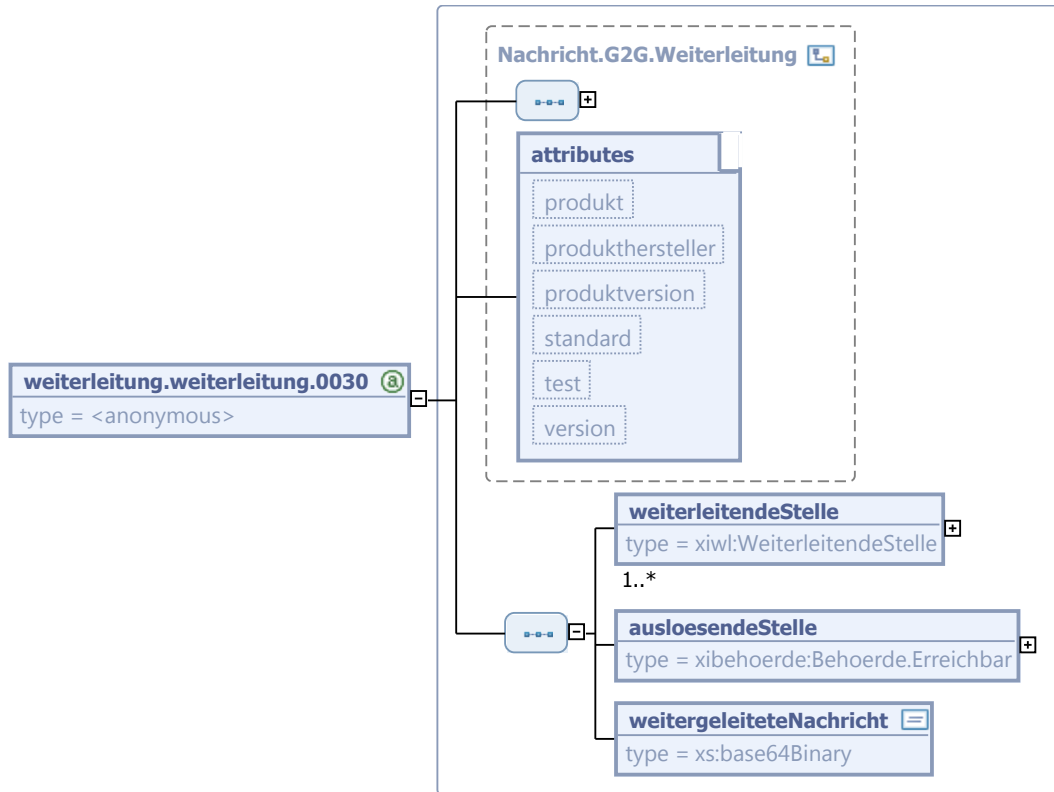 Nachricht.G2G.Weiterleitung
attributes
produkt
produkthersteller
produktversion
standard
test
version
weiterleitung.weiterleitung.0030
type = <anonymous>
weiterleitendeStelle
type = xiwl:WeiterleitendeStelle
1..*
ausloesendeStelle
type = xibehoerde:Behoerde.Erreichbar
weitergeleiteteNachricht
type = xs:base64Binary